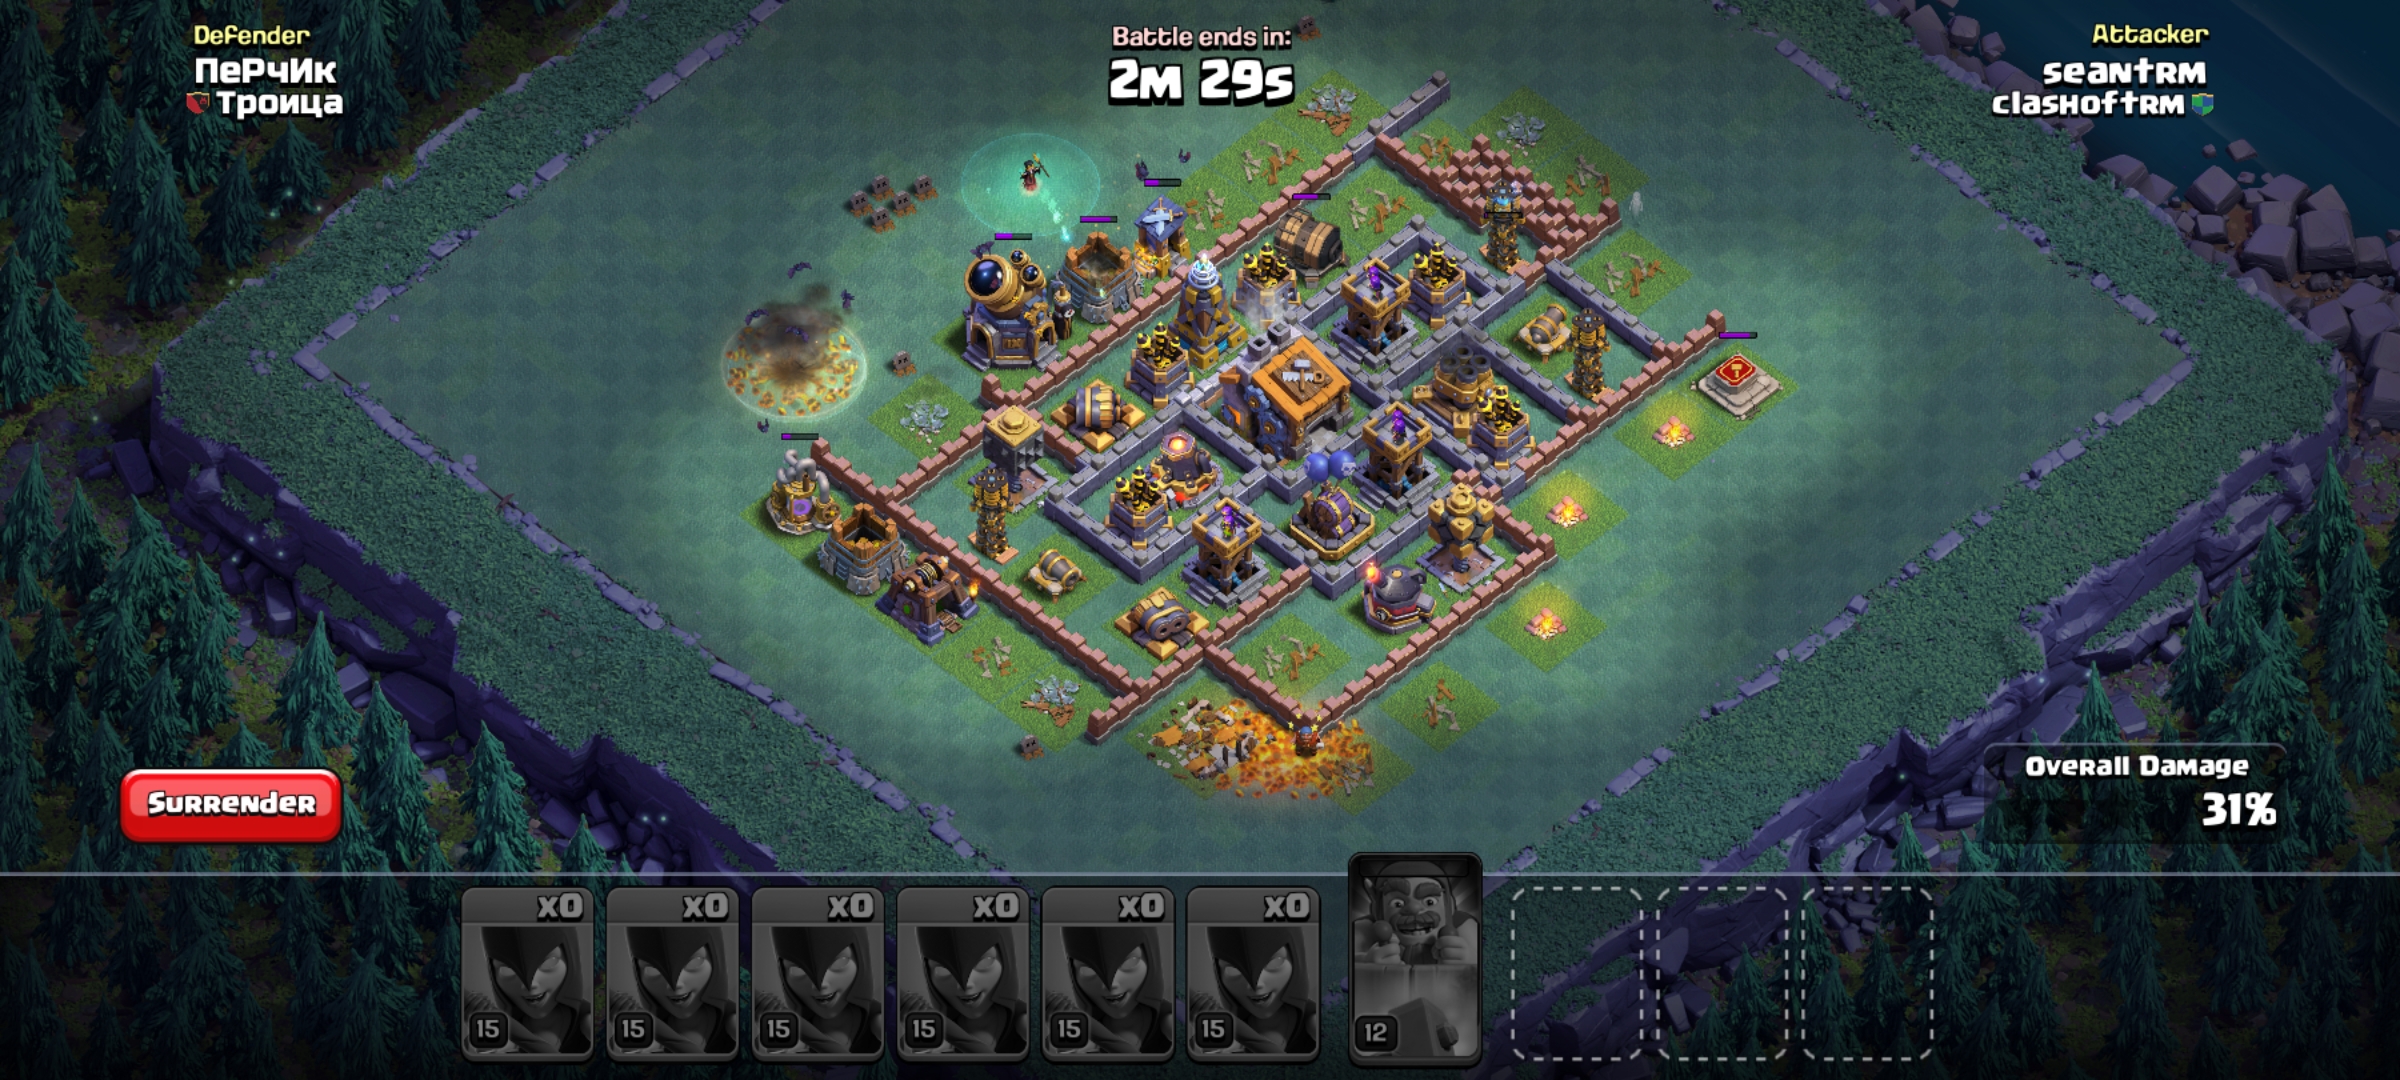 Defender
ПеРчИк
Троица
Battle ends in:
2m 29s
Attacker
seantRM
clashoftRM
Surrender
Overall Damage
31%
x0
x0
x0
x0
x0
x0
15
15
15
15
15
15
12